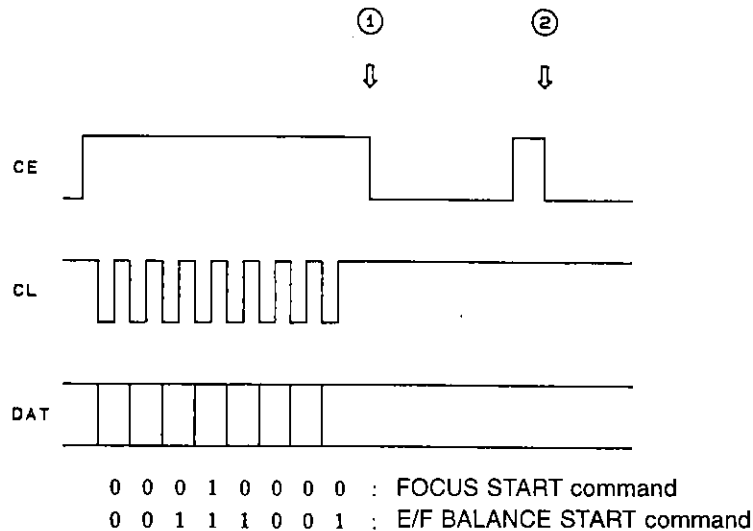 ① ②
CE
CL
DAT
0 0 0 1 0 0 0 0 : FOCUS START command
0 0 1 1 1 0 0 1 : E/F BALANCE START command